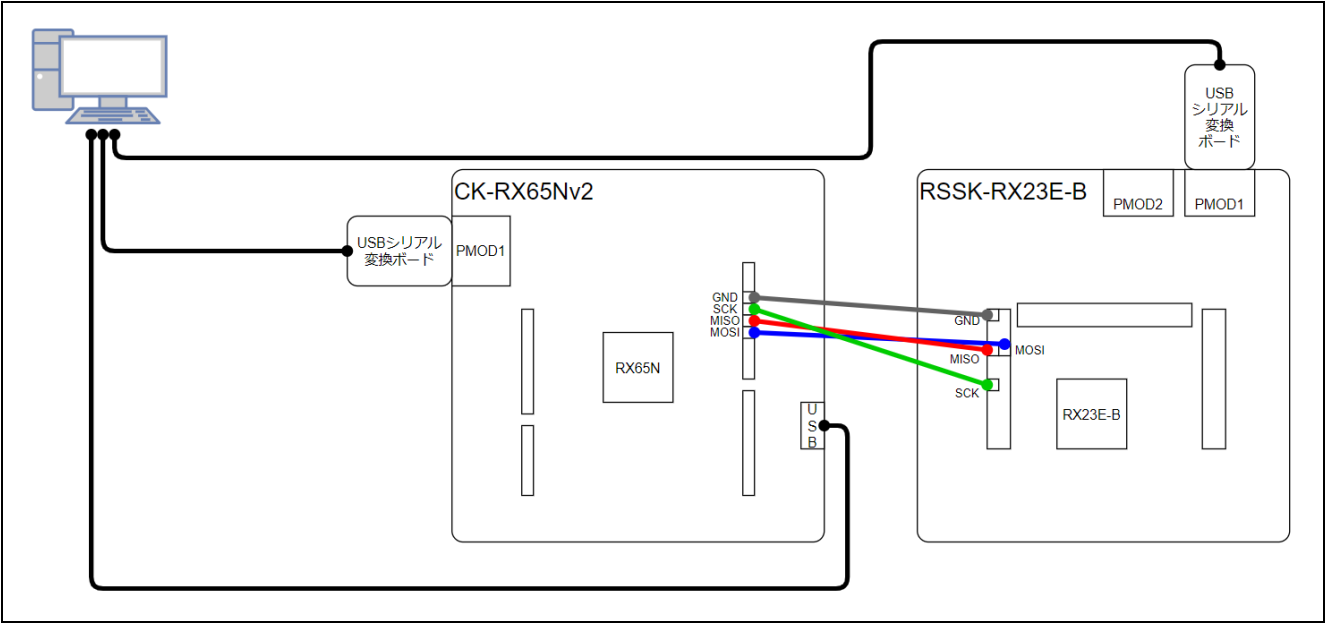 USB
シリアル
変換
ボード
CK-RX65Nv2
RSSK-RX23E-B
PMOD2
PMOD1
USBシリアル
変換ボード
PMOD1
GND
SCK
MISO
MOSI
GND
MISO
MOSI
SCK
RX65N
RX23E-B
U
S
B